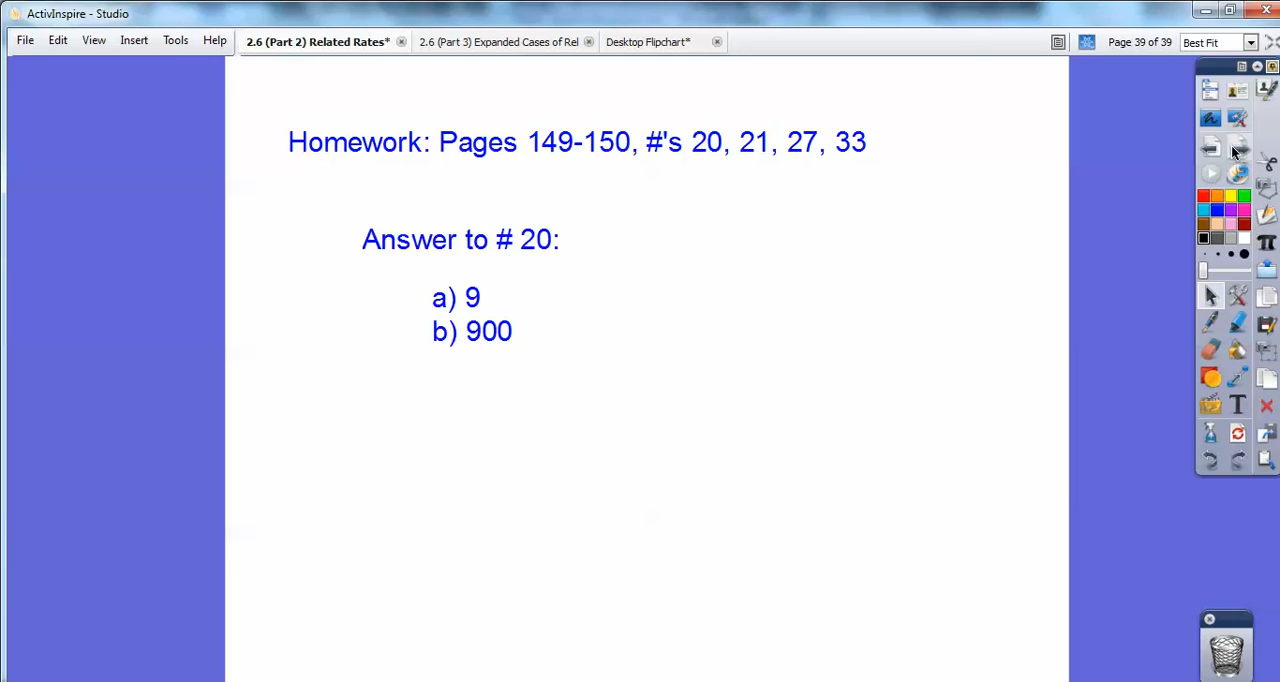 ActivInspire - Studio
File Edit View Insert Tools Help
2.6 (Part 2) Related Rates* 2.6 (Part 3) Expanded Cases of Rel Desktop Flipchart* Page 39 of 39 Best Fit
Homework: Pages 149-150, #'s 20, 21, 27, 33
Answer to # 20:
a) 9
b) 900